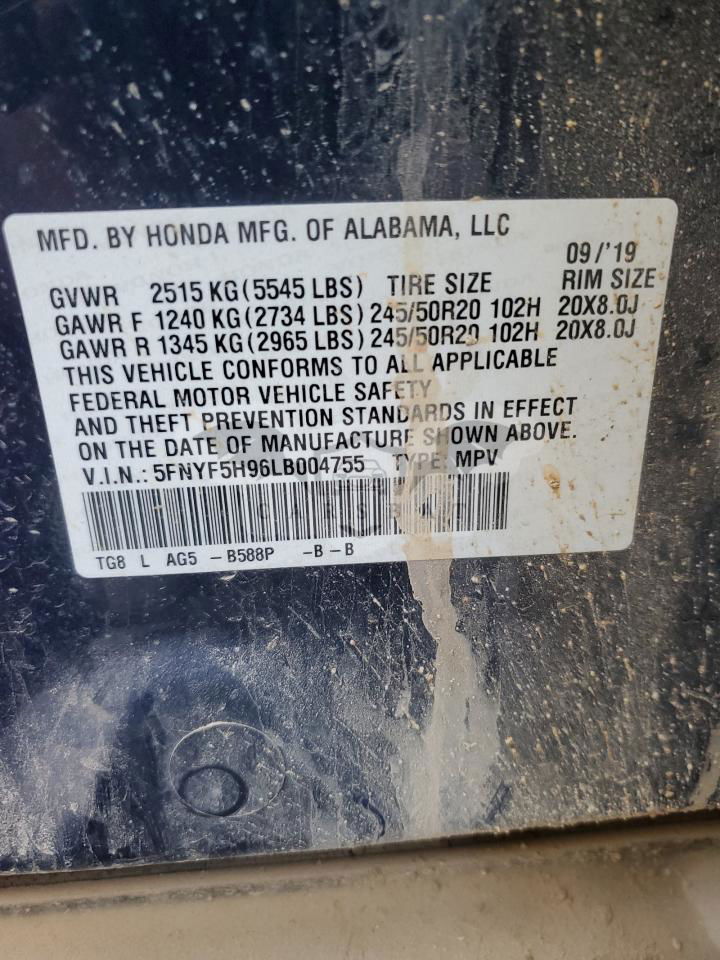 MFD. BY HONDA MFG. OF ALABAMA, LLC
09/'19
GVWR 2515 KG (5545 LBS) TIRE SIZE RIM SIZE
GAWR F 1240 KG (2734 LBS) 245/50R20 102H 20X8.0J
GAWR R 1345 KG (2965 LBS) 245/50R20 102H 20X8.0J
THIS VEHICLE CONFORMS TO ALL APPLICABLE
FEDERAL MOTOR VEHICLE SAFETY
AND THEFT PREVENTION STANDARDS IN EFFECT
ON THE DATE OF MANUFACTURE SHOWN ABOVE.
V.I.N.: 5FNYF5H96LB004755 TYPE: MPV
TG8 L AG5 -B588P -B-B